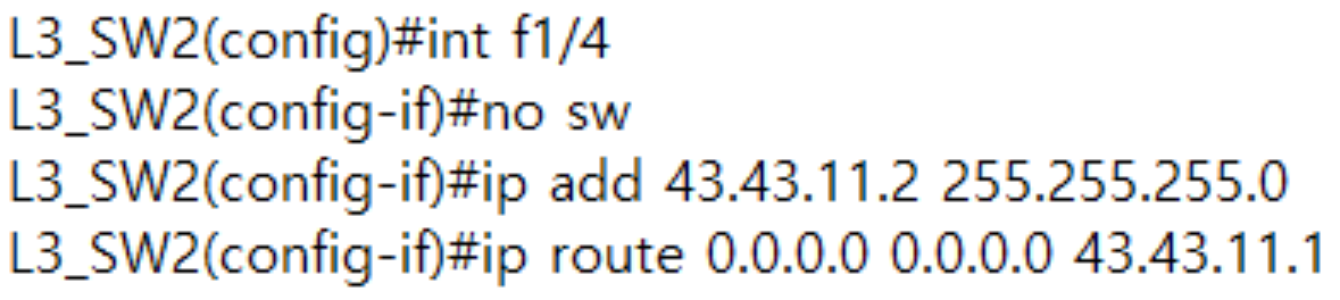 L3_SW2(config)#int f1/4
L3_SW2(config-if)#no sw
L3_SW2(config-if)#ip add 43.43.11.2 255.255.255.0
L3_SW2(config-if)#ip route 0.0.0.0 0.0.0.0 43.43.11.1